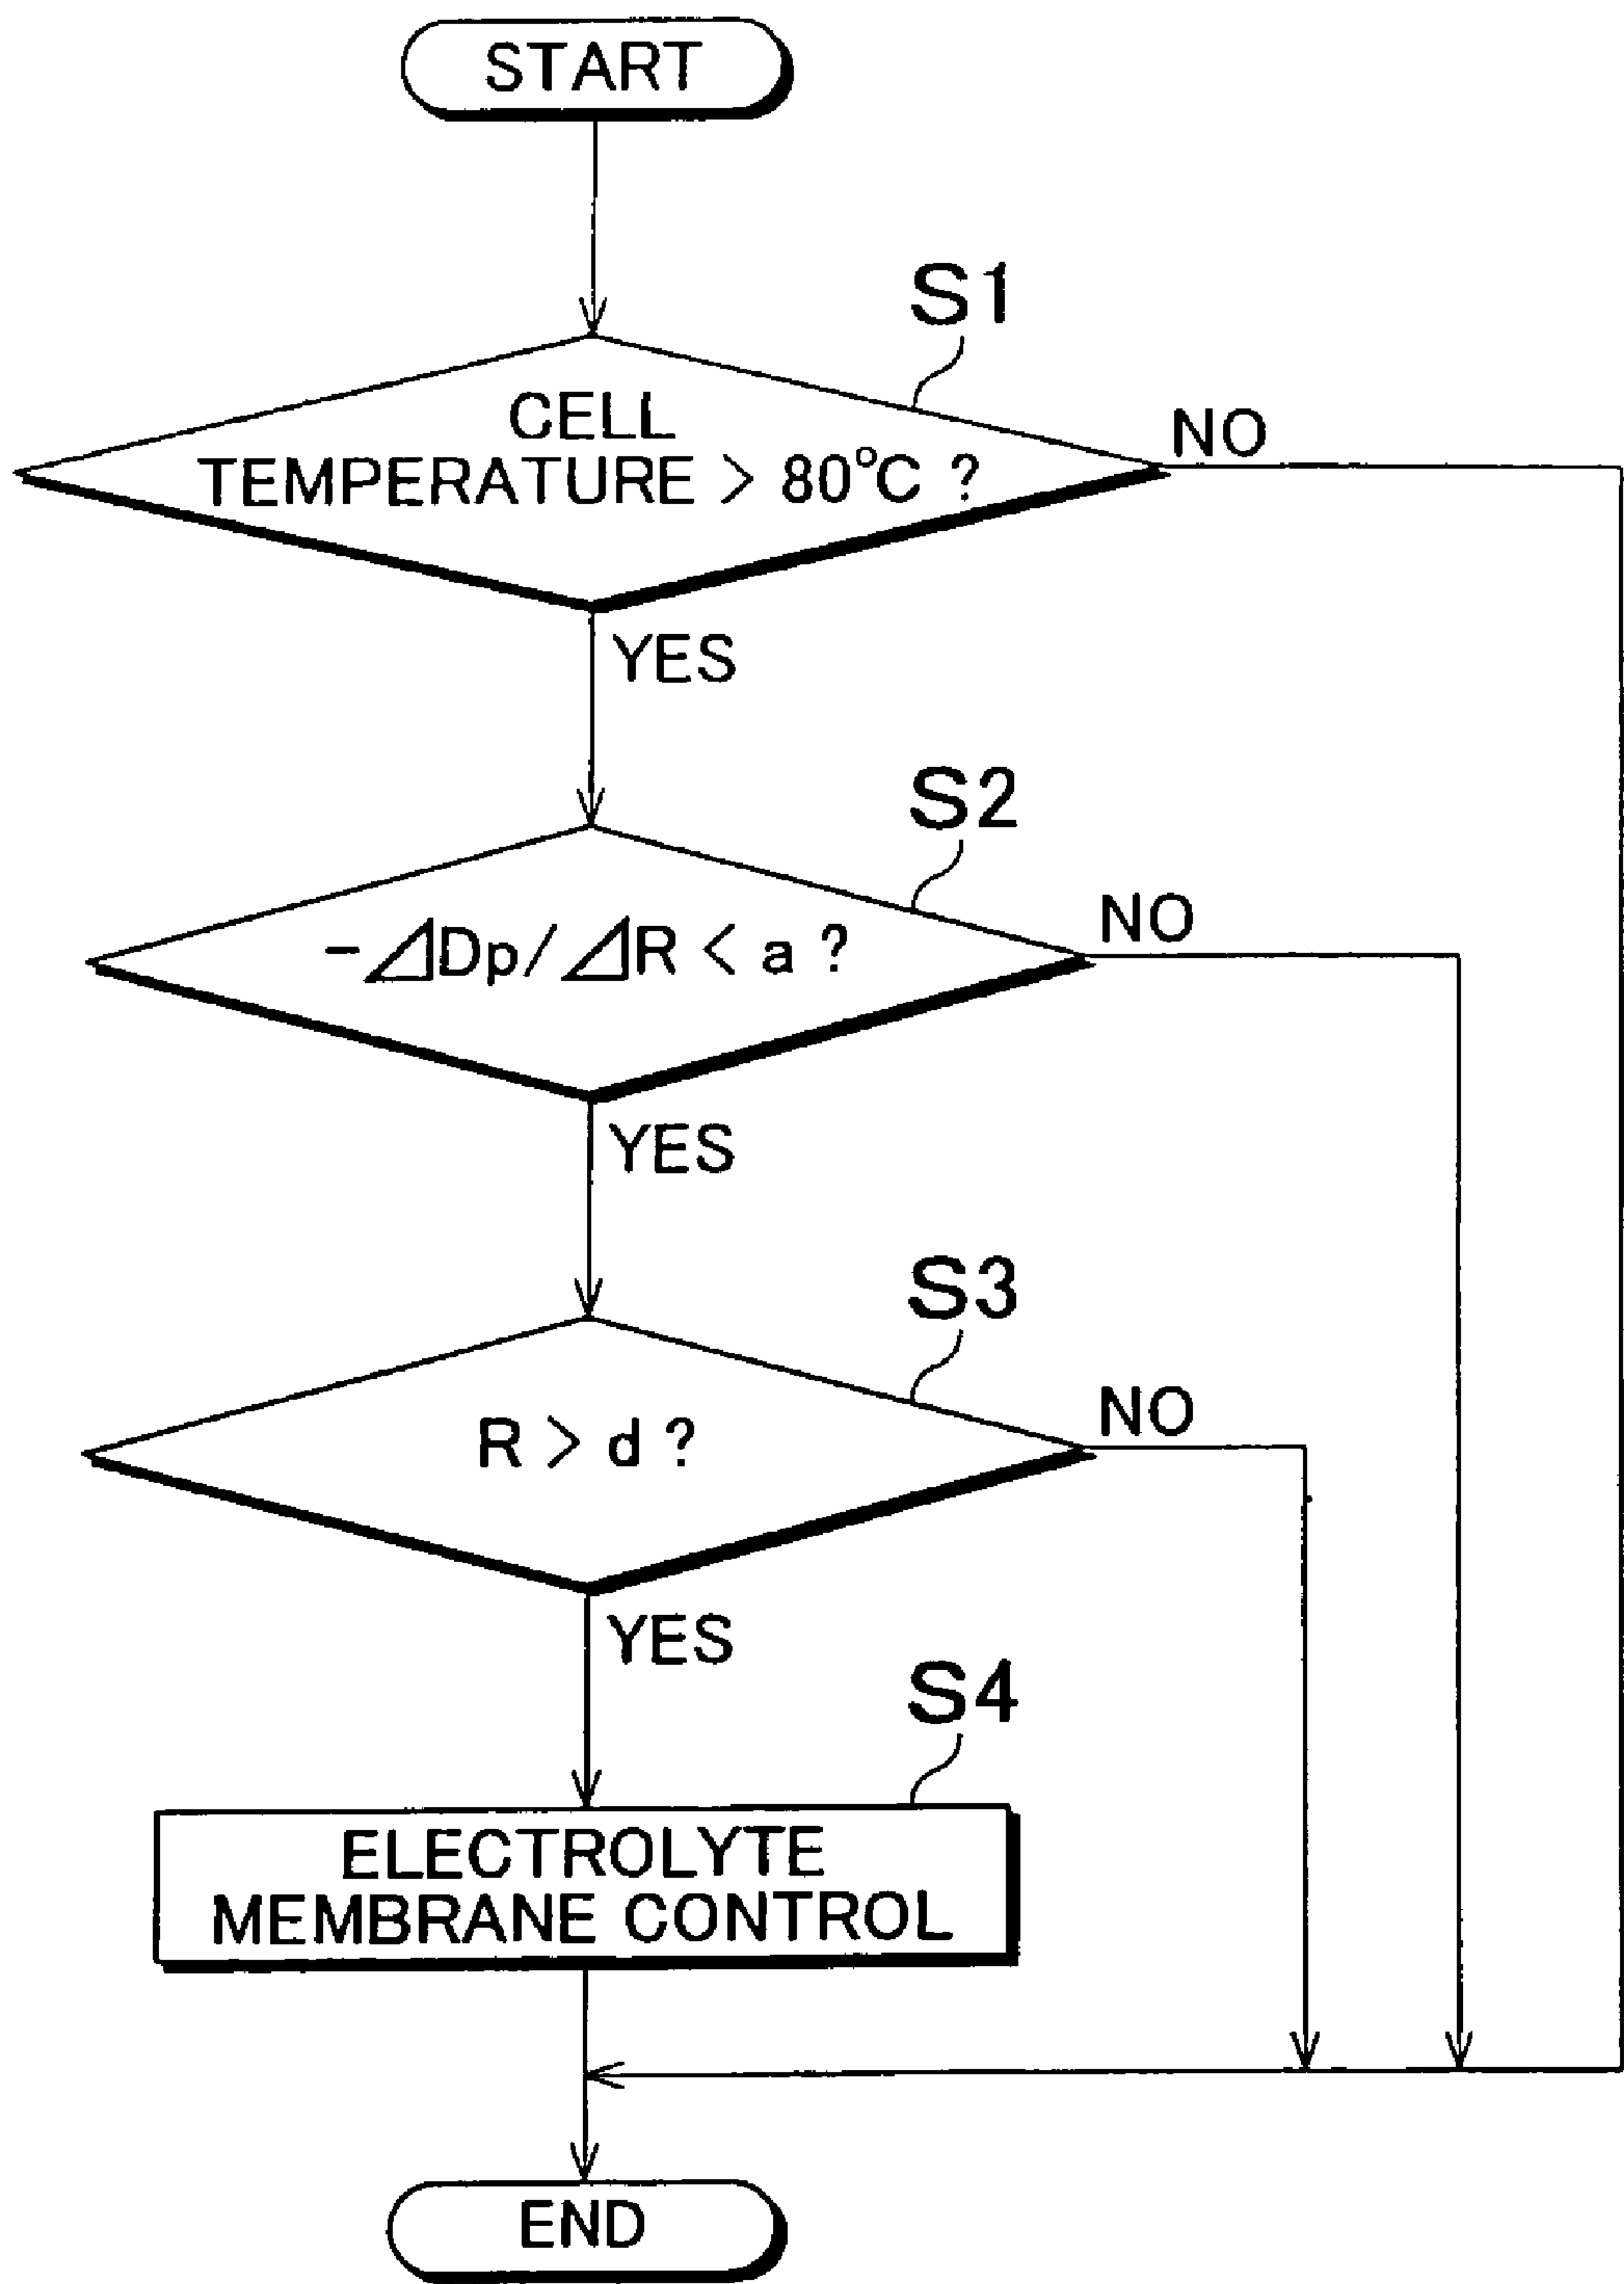 START
S1
CELL
TEMPERATURE > 80°C ?
NO
YES
S2
-⊿Dp/⊿R < a ?
NO
YES
S3
R > d ?
NO
YES
S4
ELECTROLYTE
MEMBRANE CONTROL
END